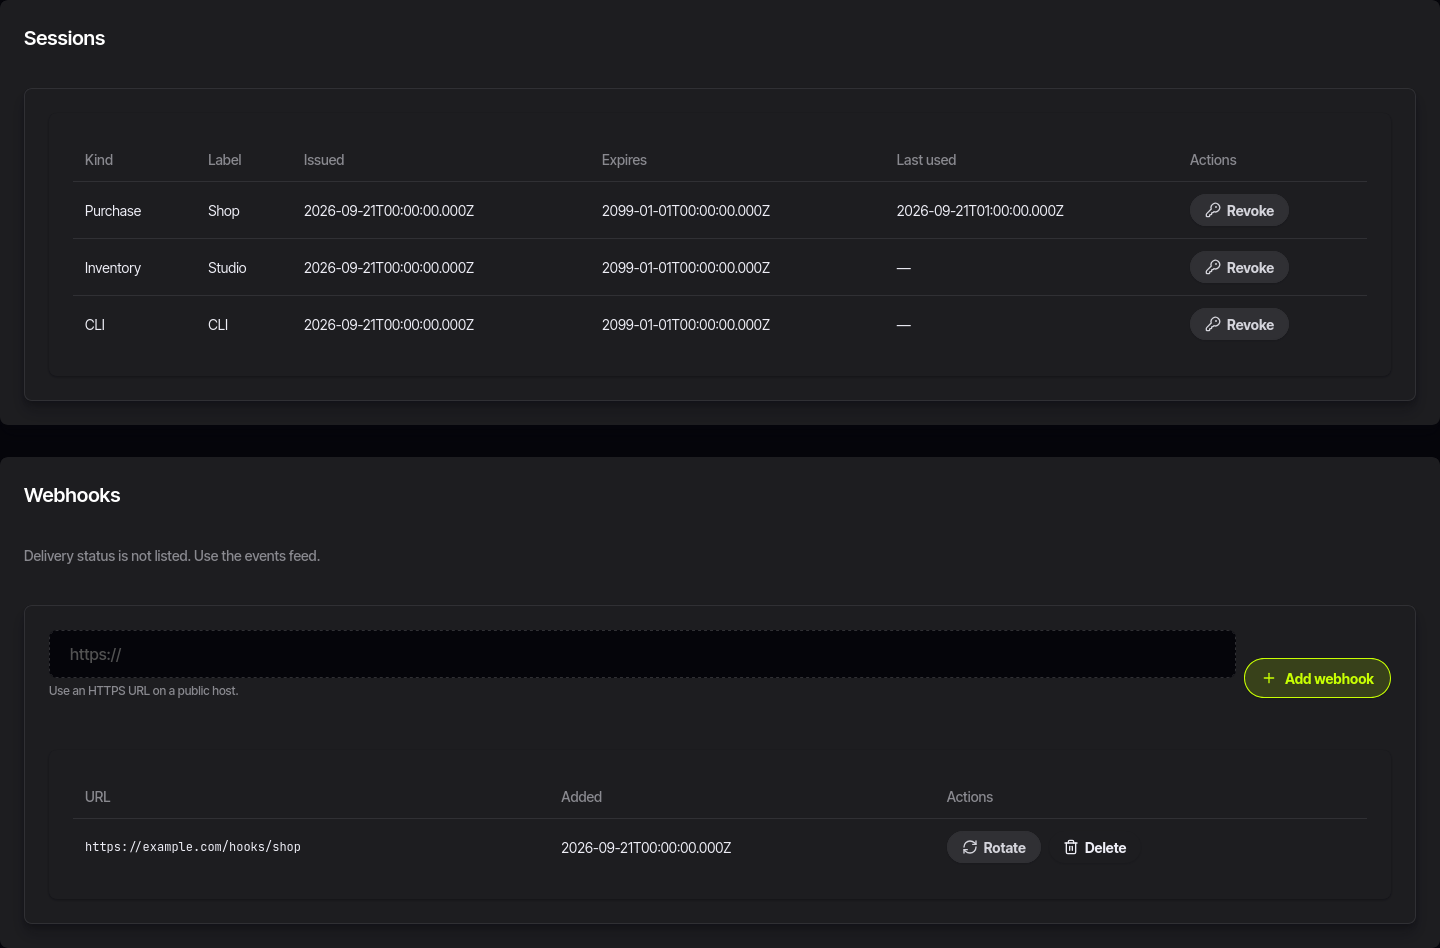 Sessions
Kind Label Issued Expires Last used Actions
Purchase Shop 2026-09-21T00:00:00.000Z 2099-01-01T00:00:00.000Z 2026-09-21T01:00:00.000Z Revoke
Inventory Studio 2026-09-21T00:00:00.000Z 2099-01-01T00:00:00.000Z — Revoke
CLI CLI 2026-09-21T00:00:00.000Z 2099-01-01T00:00:00.000Z — Revoke
Webhooks
Delivery status is not listed. Use the events feed.
https://
Use an HTTPS URL on a public host.
Add webhook
URL Added Actions
https://example.com/hooks/shop 2026-09-21T00:00:00.000Z Rotate Delete